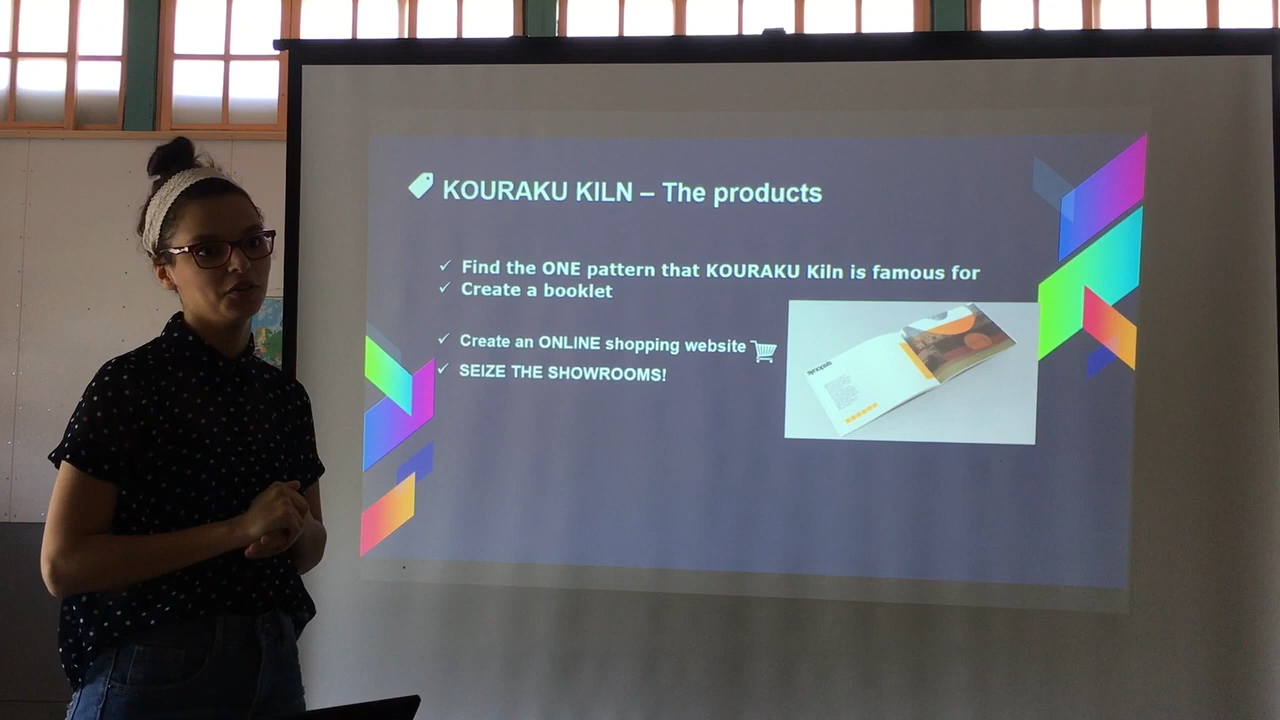 KOURAKU KILN – The products
✓ Find the ONE pattern that KOURAKU Kiln is famous for
✓ Create a booklet
✓ Create an ONLINE shopping website
✓ SEIZE THE SHOWROOMS!
synopsis